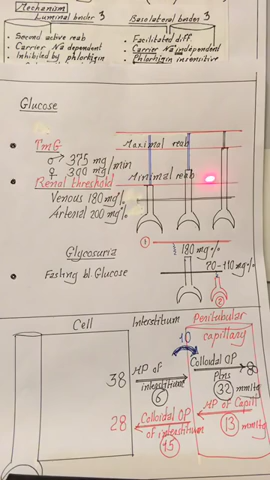 Mechanism
Luminal border 3
Basolateral border 3
• Second active reab
• Carrier Na dependent
• Inhibited by phlorizin
• Facilitated diff.
• Carrier Na independent
• Phlorizin insensitive
Glucose
• TmG
♂ → 375 mg/min
♀ 300 mg/min
• Renal threshold
Venous 180 mg%
Arterial 200 mg%
Maximal reab
Minimal reab
①
Glycosuria
• Fasting bl. Glucose
180 mg%
70-110 mg%
②
Cell
Interstitium
Peritubular
capillary
10
Colloidal OP
38
HP of
interstitium
6
Ptns
32 mmHg
28
Colloidal OP
of interstitium
15
HP of Capill
13 mmHg